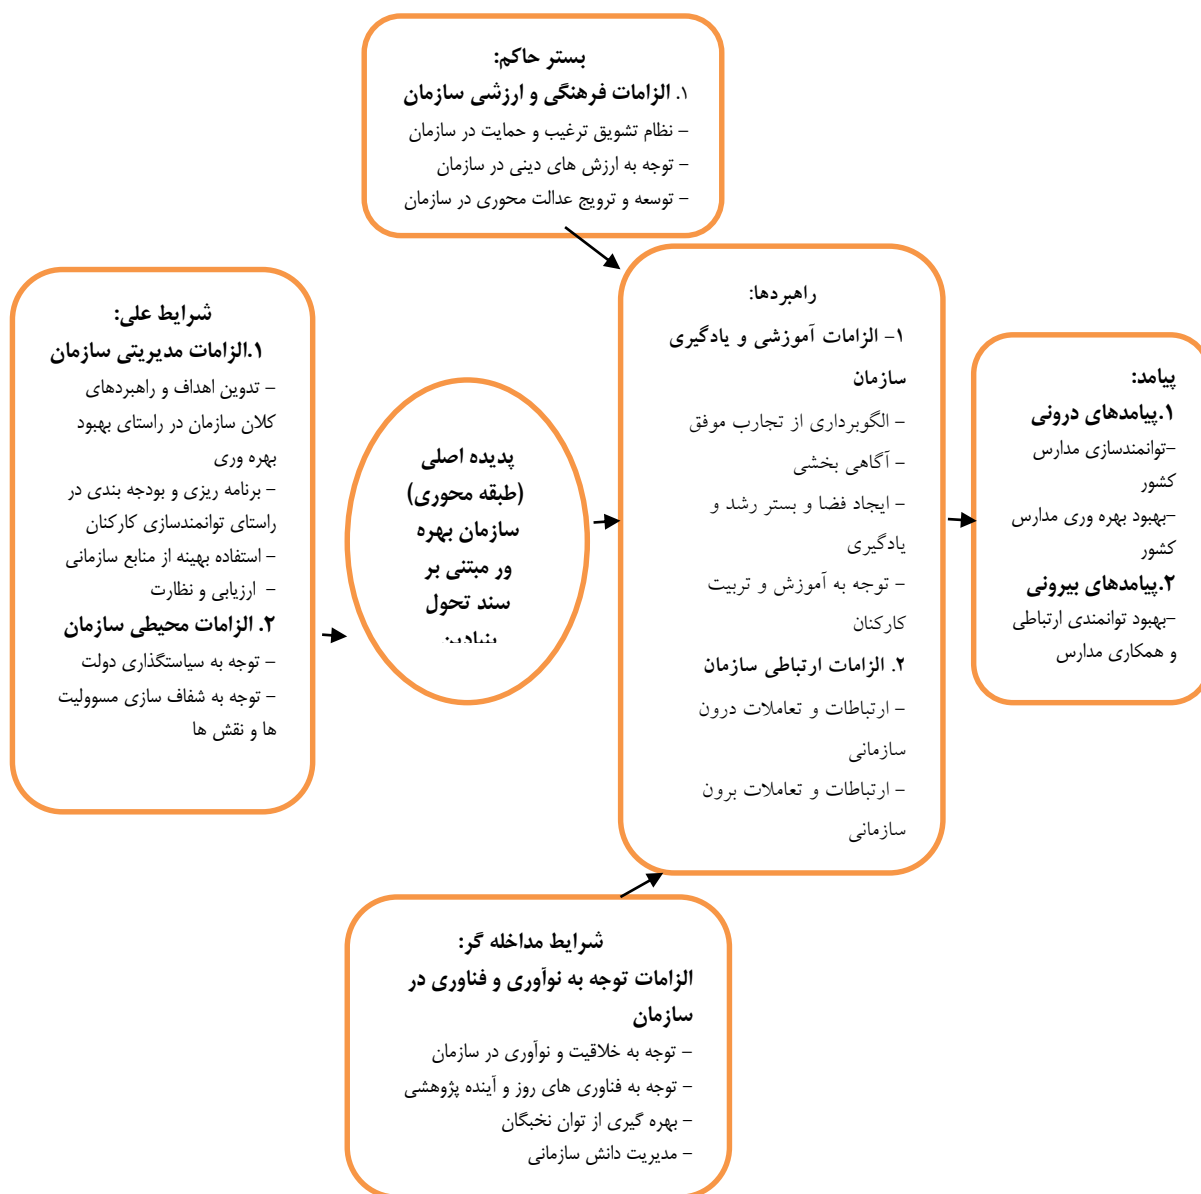 بستر حاکم:
۱. الزامات فرهنگی و ارزشی سازمان
– نظام تشویق ترغیب و حمایت در سازمان
– توجه به ارزش های دینی در سازمان
– توسعه و ترویج عدالت محوری در سازمان
شرایط علی:
۱.الزامات مدیریتی سازمان
– تدوین اهداف و راهبردهای
کلان سازمان در راستای بهبود
بهره وری
– برنامه ریزی و بودجه بندی در
راستای توانمندسازی کارکنان
– استفاده بهینه از منابع سازمانی
– ارزیابی و نظارت
۲. الزامات محیطی سازمان
– توجه به سیاستگذاری دولت
– توجه به شفاف سازی مسوولیت
ها و نقش ها
پدیده اصلی
(طبقه محوری)
سازمان بهره
ور مبتنی بر
سند تحول
بنیادین
راهبردها:
۱– الزامات آموزشی و یادگیری
سازمان
– الگوبرداری از تجارب موفق
– آگاهی بخشی
– ایجاد فضا و بستر رشد و
یادگیری
– توجه به آموزش و تربیت
کارکنان
۲. الزامات ارتباطی سازمان
– ارتباطات و تعاملات درون
سازمانی
– ارتباطات و تعاملات برون
سازمانی
پیامد:
۱.پیامدهای درونی
–توانمندسازی مدارس
کشور
–بهبود بهره وری مدارس
کشور
۲.پیامدهای بیرونی
–بهبود توانمندی ارتباطی
و همکاری مدارس
شرایط مداخله گر:
الزامات توجه به نوآوری و فناوری در
سازمان
– توجه به خلاقیت و نوآوری در سازمان
– توجه به فناوری های روز و آینده پژوهشی
– بهره گیری از توان نخبگان
– مدیریت دانش سازمانی